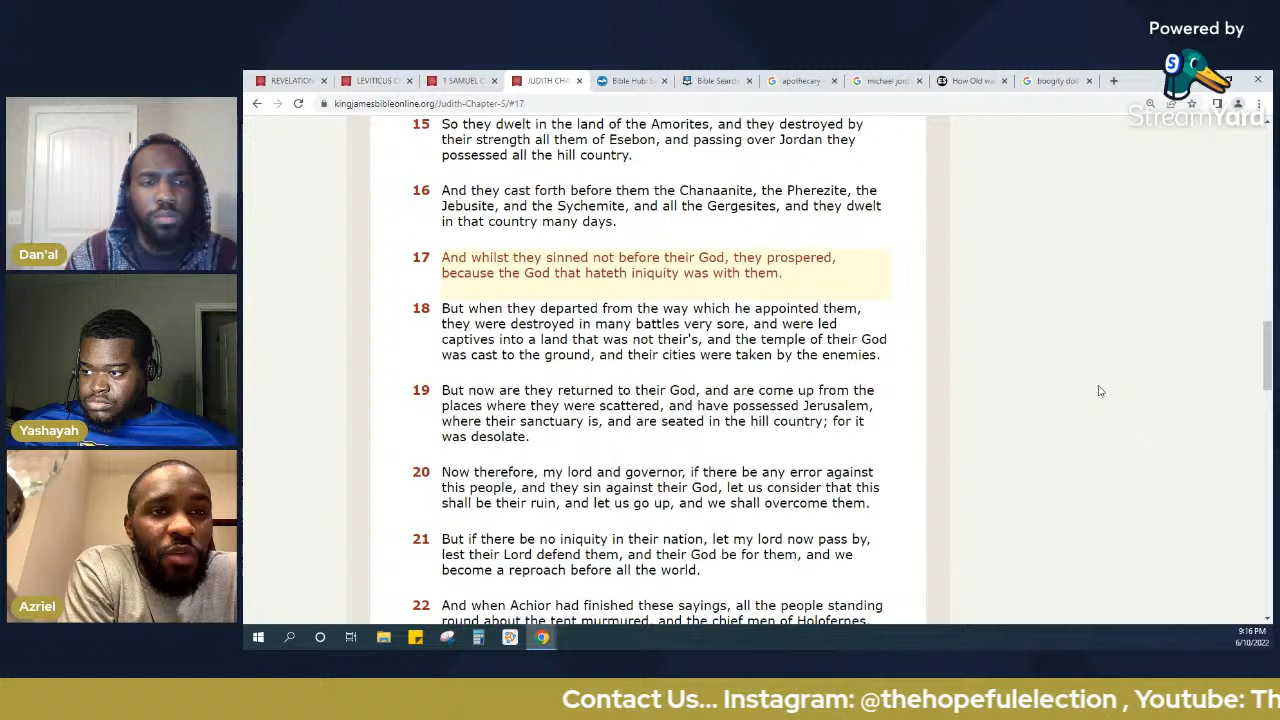 Powered by
StreamYard
REVELATION
LEVITICUS C
1 SAMUEL C
JUDITH CHA
Bible Hub: S
Bible Search
apothecary
michael jord
How Old wa
boogity doll
kingjamesbibleonline.org/Judith-Chapter-5/#17
15 So they dwelt in the land of the Amorites, and they destroyed by
their strength all them of Esebon, and passing over Jordan they
possessed all the hill country.
16 And they cast forth before them the Chanaanite, the Pherezite, the
Jebusite, and the Sychemite, and all the Gergesites, and they dwelt
in that country many days.
17 And whilst they sinned not before their God, they prospered,
because the God that hateth iniquity was with them.
18 But when they departed from the way which he appointed them,
they were destroyed in many battles very sore, and were led
captives into a land that was not their's, and the temple of their God
was cast to the ground, and their cities were taken by the enemies.
19 But now are they returned to their God, and are come up from the
places where they were scattered, and have possessed Jerusalem,
where their sanctuary is, and are seated in the hill country; for it
was desolate.
20 Now therefore, my lord and governor, if there be any error against
this people, and they sin against their God, let us consider that this
shall be their ruin, and let us go up, and we shall overcome them.
21 But if there be no iniquity in their nation, let my lord now pass by,
lest their Lord defend them, and their God be for them, and we
become a reproach before all the world.
22 And when Achior had finished these sayings, all the people standing
round about the tent murmured, and the chief men of Holofernes,
Dan'al
Yashayah
Azriel
9:16 PM
6/10/2022
Contact Us... Instagram: @thehopefulelection , Youtube: Th